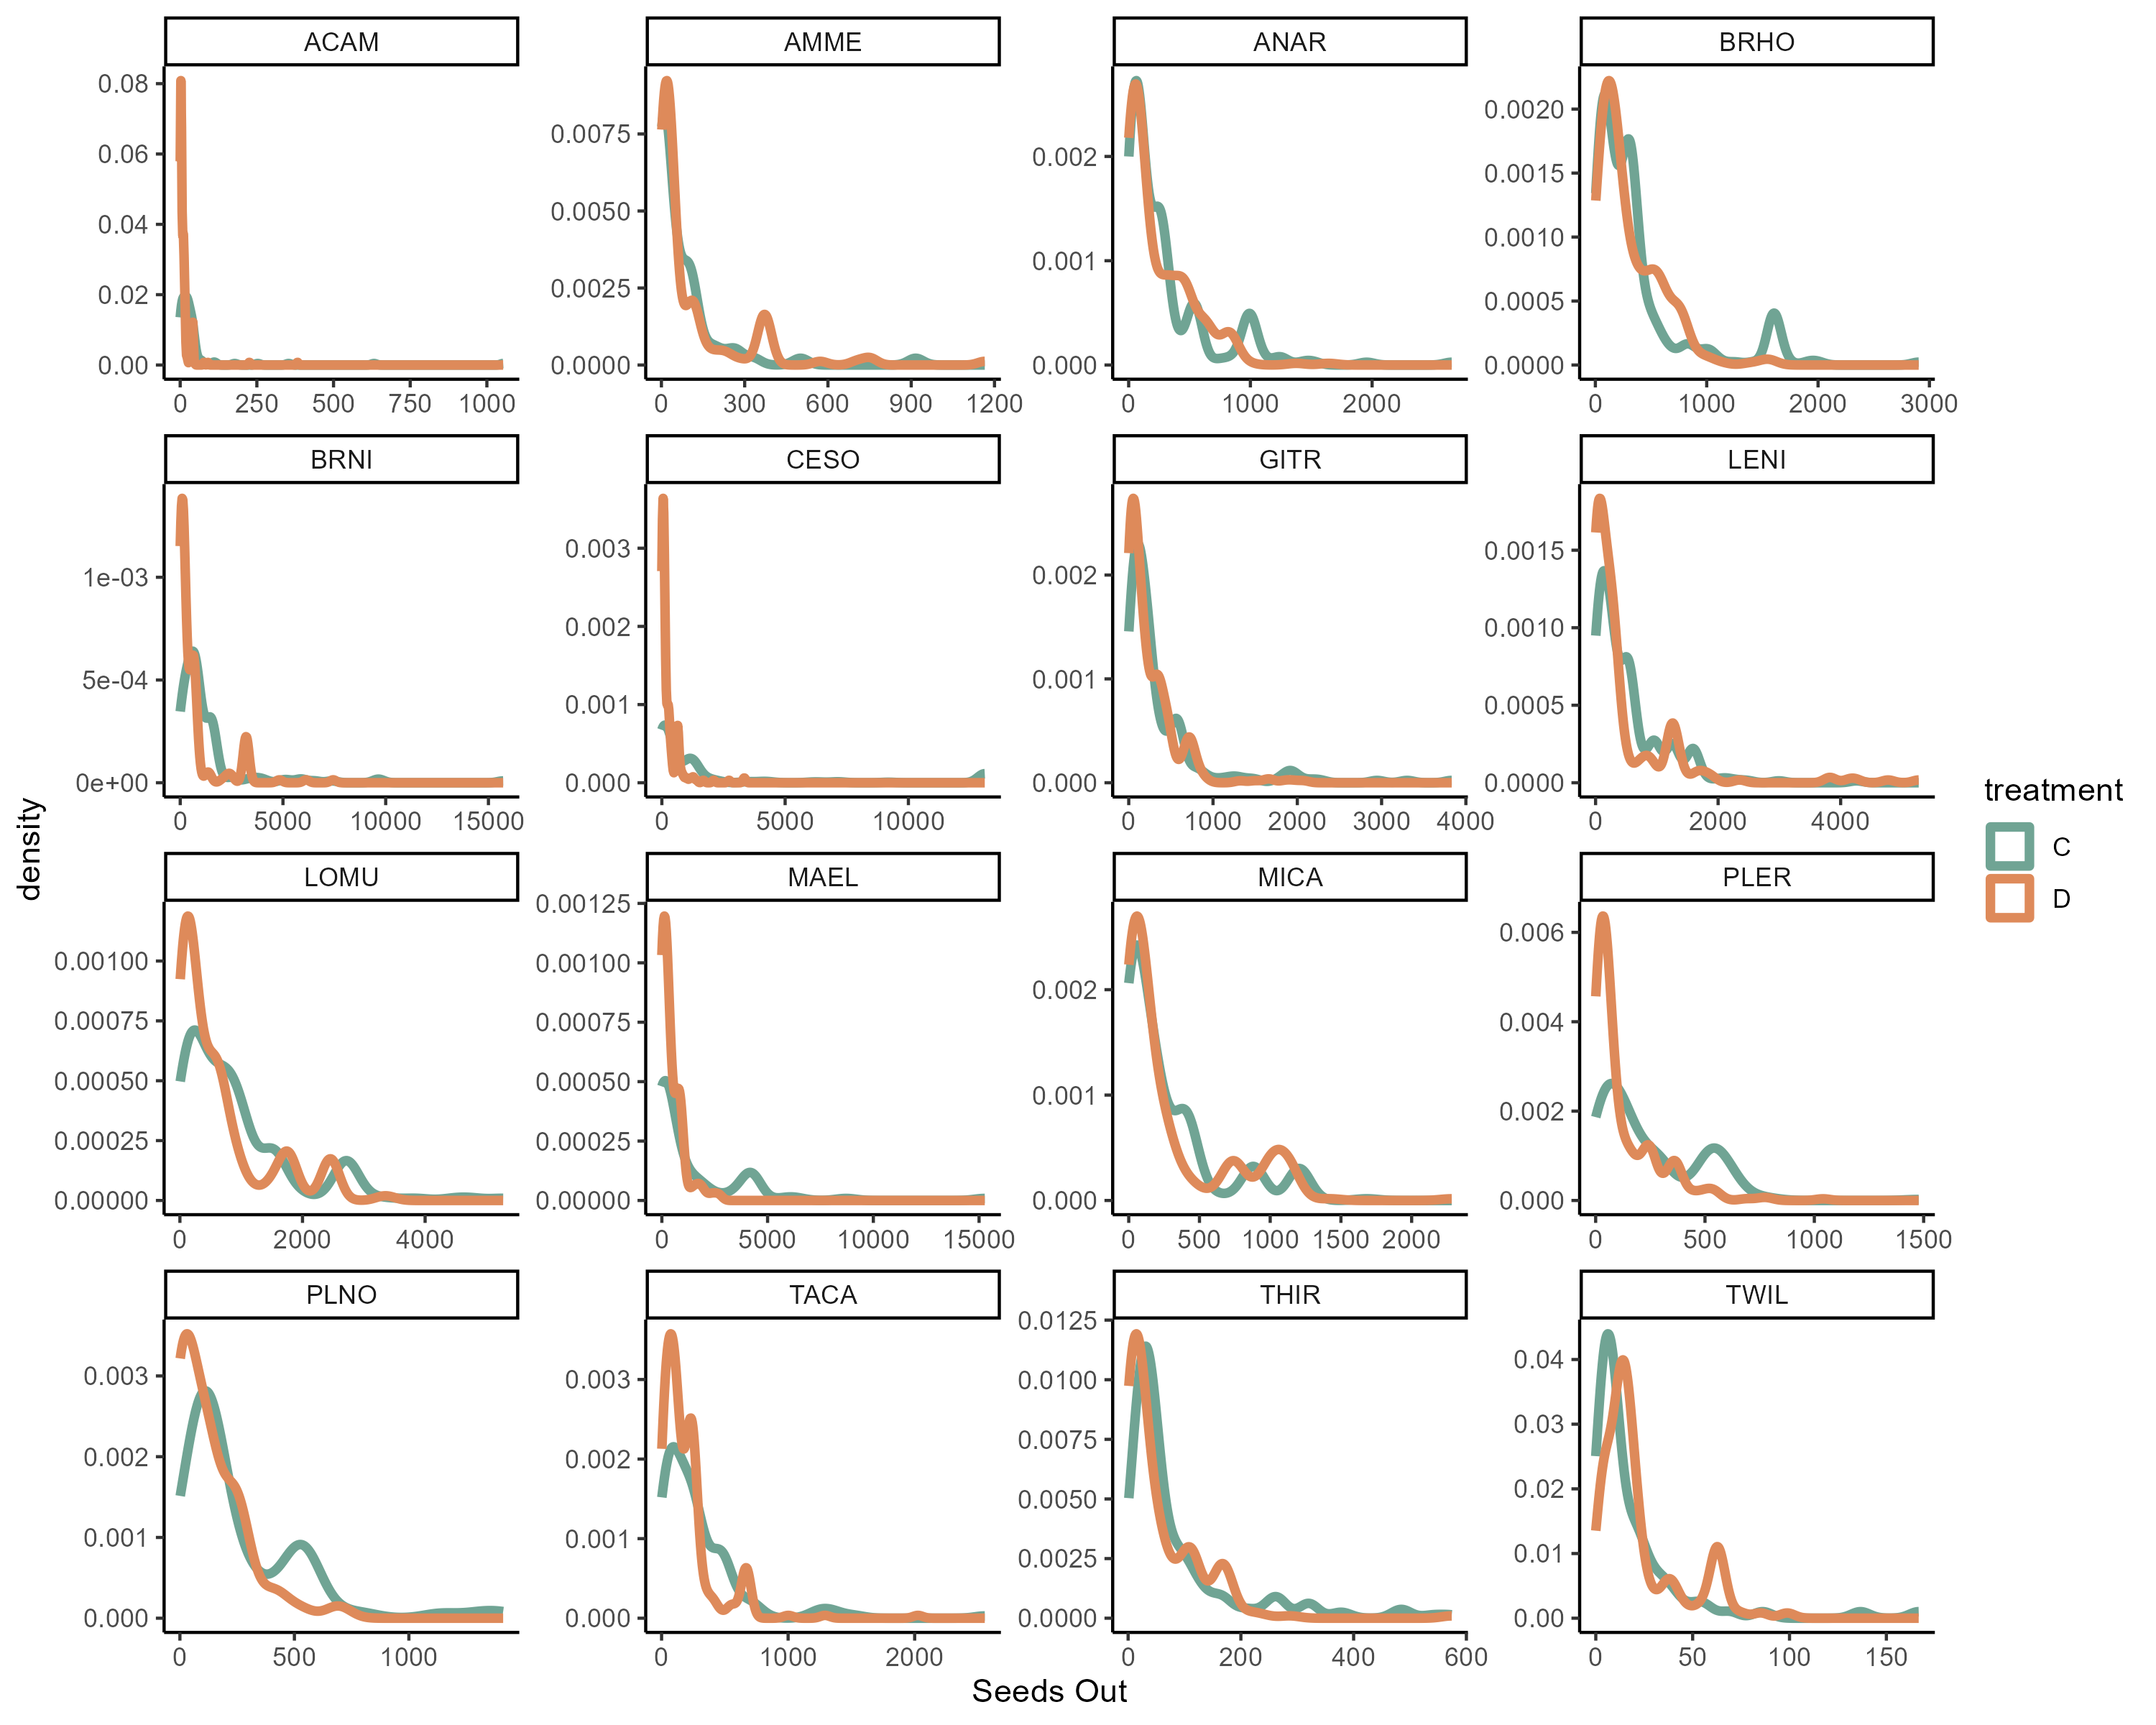 ACAM
AMME
ANAR
BRHO
0.08
0.06
0.04
0.02
0.00
0.0075
0.0050
0.0025
0.0000
0.002
0.001
0.000
0.0020
0.0015
0.0010
0.0005
0.0000
0 250 500 750 1000
0 300 600 900 1200
0 1000 2000
0 1000 2000 3000
BRNI
CESO
GITR
LENI
1e-03
5e-04
0e+00
0.003
0.002
0.001
0.000
0.002
0.001
0.000
0.0015
0.0010
0.0005
0.0000
0 5000 10000 15000
0 5000 10000
0 1000 2000 3000 4000
0 2000 4000
LOMU
MAEL
MICA
PLER
0.00100
0.00075
0.00050
0.00025
0.00000
0.00125
0.00100
0.00075
0.00050
0.00025
0.00000
0.002
0.001
0.000
0.006
0.004
0.002
0.000
0 2000 4000
0 5000 10000 15000
0 500 1000 1500 2000
0 500 1000 1500
PLNO
TACA
THIR
TWIL
0.003
0.002
0.001
0.000
0.003
0.002
0.001
0.000
0.0125
0.0100
0.0075
0.0050
0.0025
0.0000
0.04
0.03
0.02
0.01
0.00
0 500 1000
0 1000 2000
0 200 400 600
0 50 100 150
density
Seeds Out
treatment
C
D